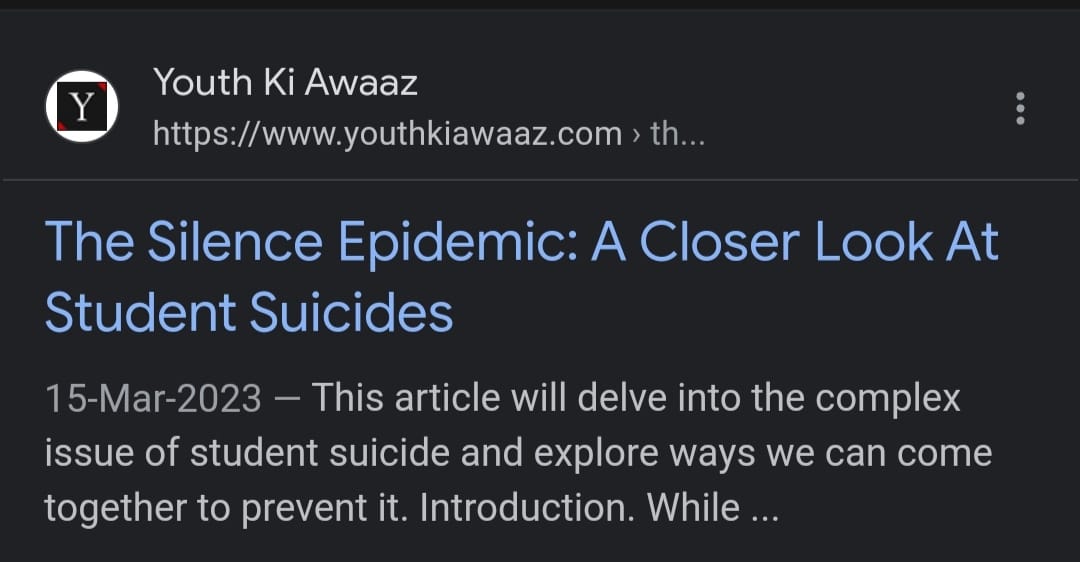 Y
Youth Ki Awaaz
https://www.youthkiawaaz.com › th...
The Silence Epidemic: A Closer Look At
Student Suicides
15-Mar-2023 — This article will delve into the complex
issue of student suicide and explore ways we can come
together to prevent it. Introduction. While ...